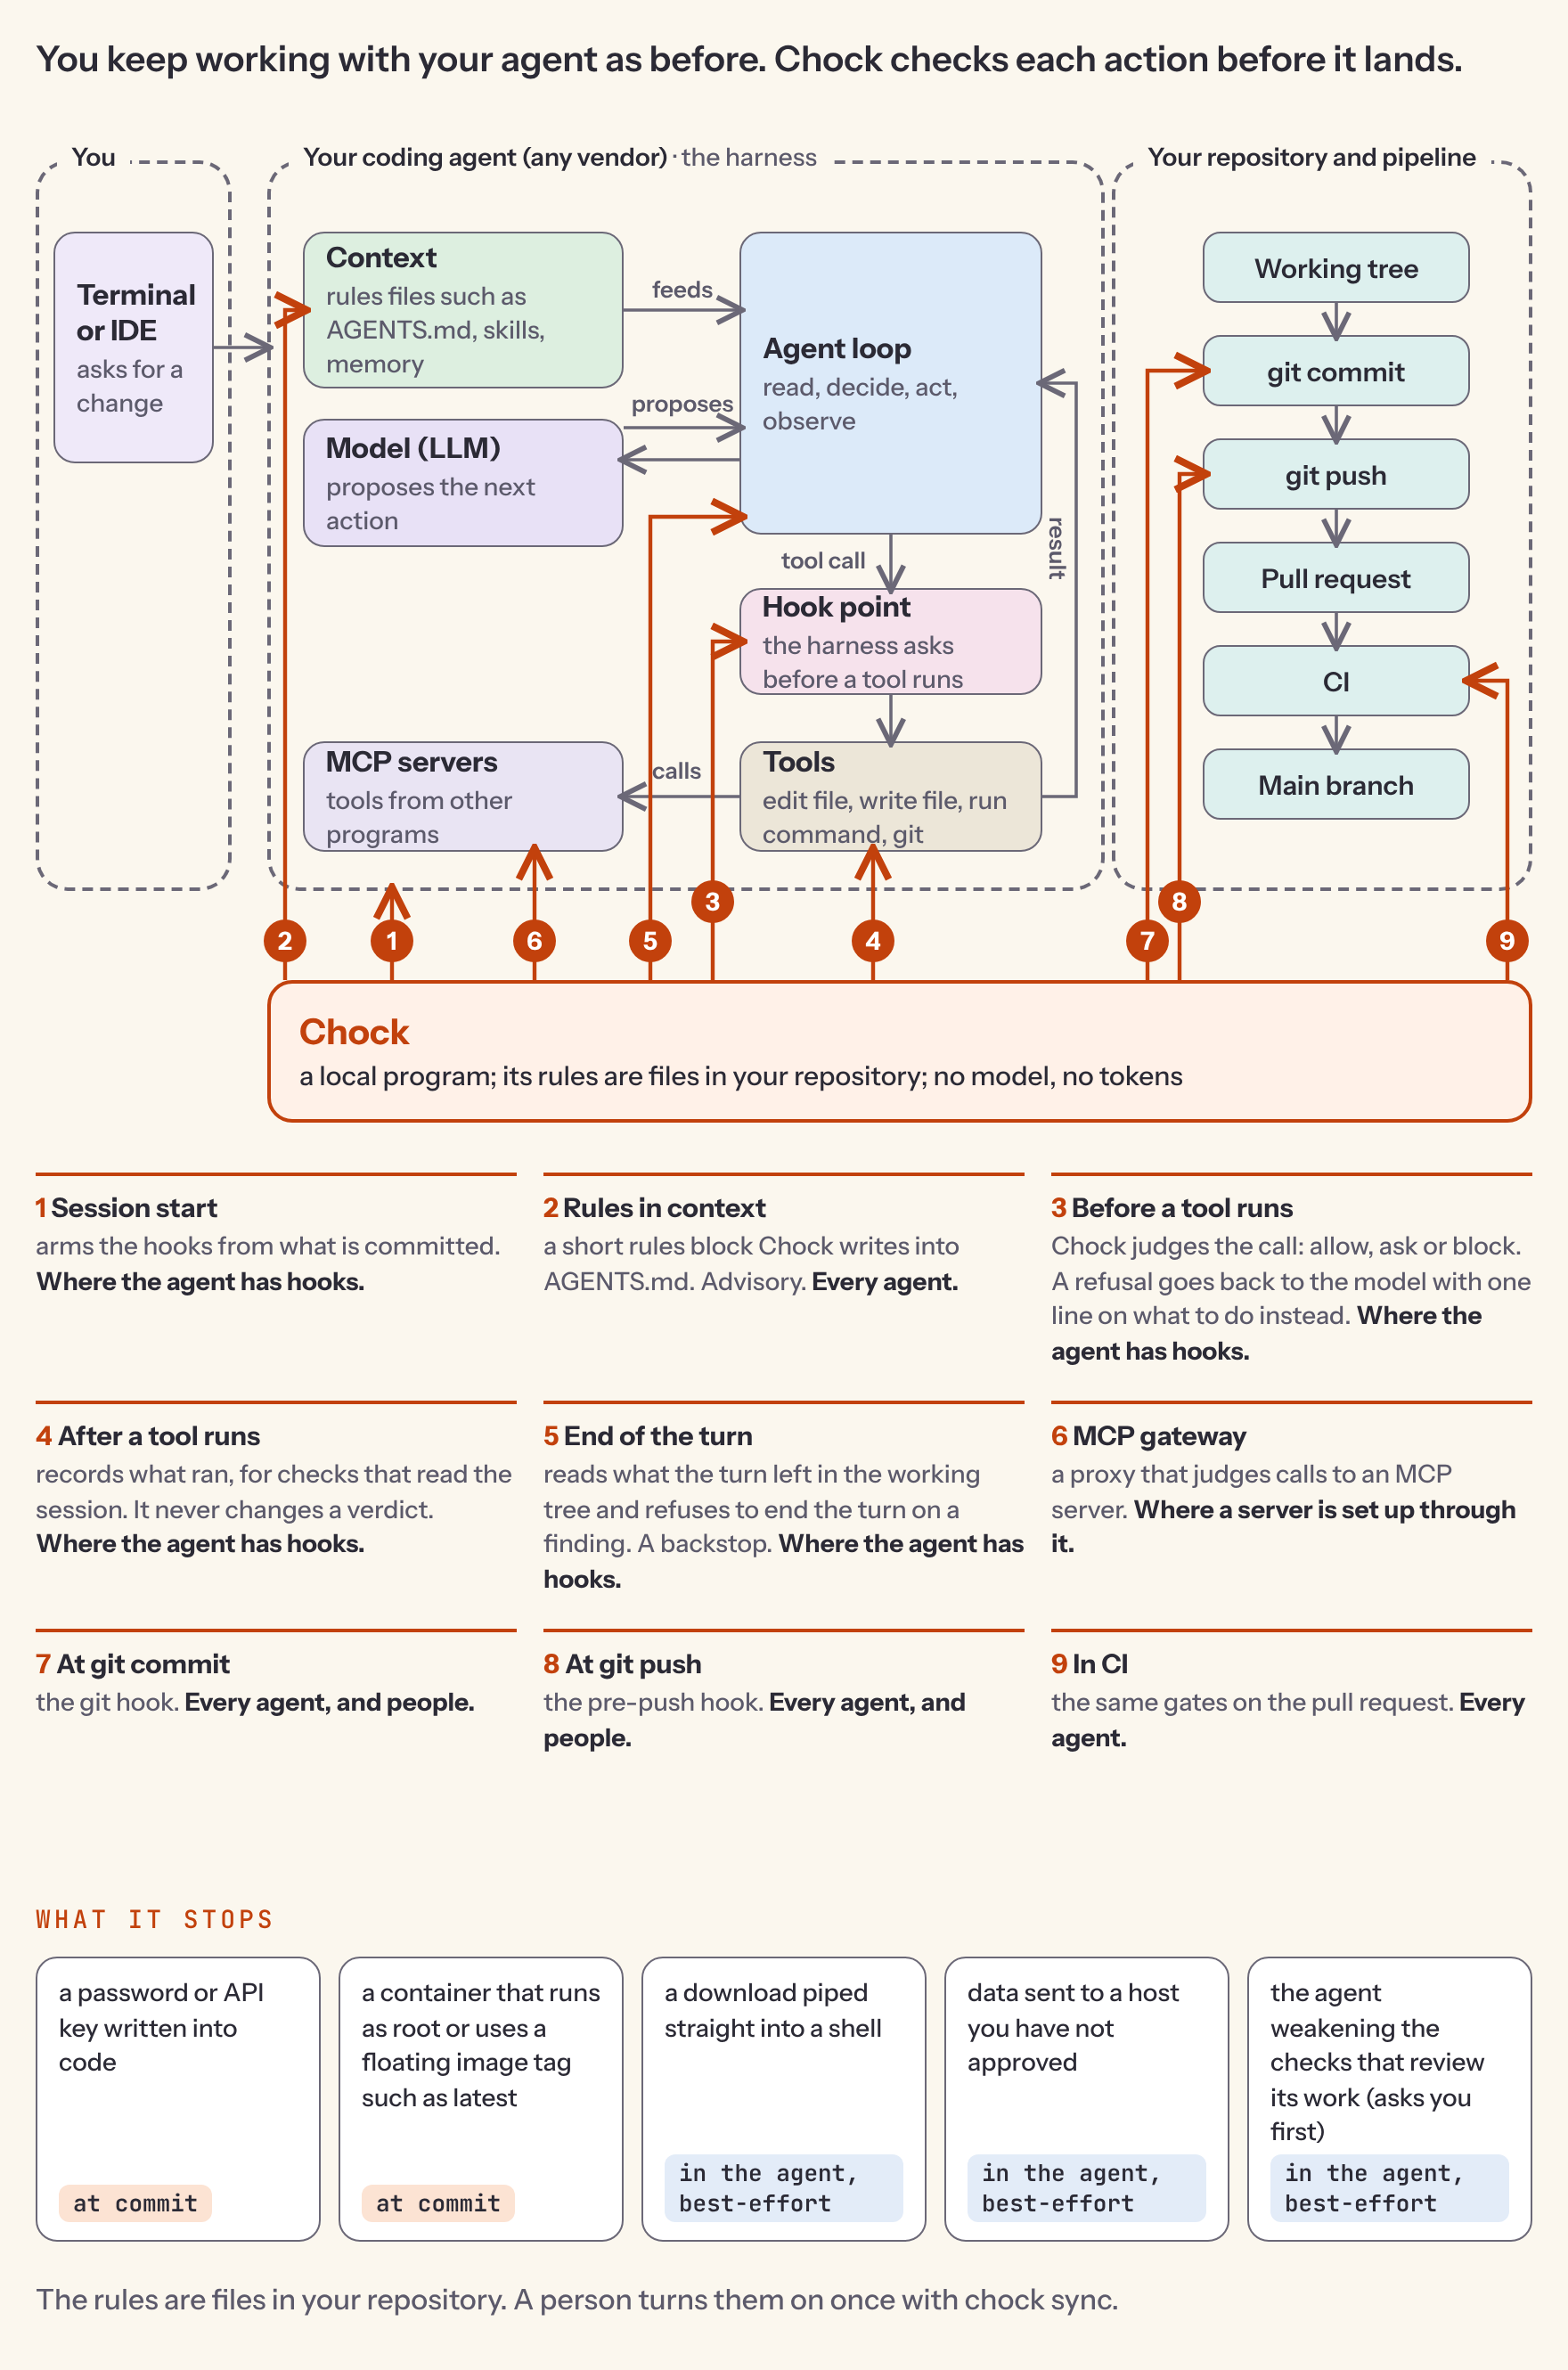 You keep working with your agent as before. Chock checks each action before it lands.
You
Your coding agent (any vendor) · the harness
Your repository and pipeline
Terminal
or IDE
asks for a
change
Context
rules files such as
AGENTS.md, skills,
memory
feeds
proposes
Model (LLM)
proposes the next
action
Agent loop
read, decide, act,
observe
tool call
result
Hook point
the harness asks
before a tool runs
MCP servers
tools from other
programs
calls
Tools
edit file, write file, run
command, git
Working tree
git commit
git push
Pull request
CI
Main branch
2
1
6
5
3
4
7
8
9
Chock
a local program; its rules are files in your repository; no model, no tokens
1 Session start
arms the hooks from what is committed.
Where the agent has hooks.
2 Rules in context
a short rules block Chock writes into
AGENTS.md. Advisory. Every agent.
3 Before a tool runs
Chock judges the call: allow, ask or block.
A refusal goes back to the model with one
line on what to do instead. Where the
agent has hooks.
4 After a tool runs
records what ran, for checks that read the
session. It never changes a verdict.
Where the agent has hooks.
5 End of the turn
reads what the turn left in the working
tree and refuses to end the turn on a
finding. A backstop. Where the agent has
hooks.
6 MCP gateway
a proxy that judges calls to an MCP
server. Where a server is set up through
it.
7 At git commit
the git hook. Every agent, and people.
8 At git push
the pre-push hook. Every agent, and
people.
9 In CI
the same gates on the pull request. Every
agent.
WHAT IT STOPS
a password or API
key written into
code
at commit
a container that runs
as root or uses a
floating image tag
such as latest
at commit
a download piped
straight into a shell
in the agent,
best-effort
data sent to a host
you have not
approved
in the agent,
best-effort
the agent
weakening the
checks that review
its work (asks you
first)
in the agent,
best-effort
The rules are files in your repository. A person turns them on once with chock sync.